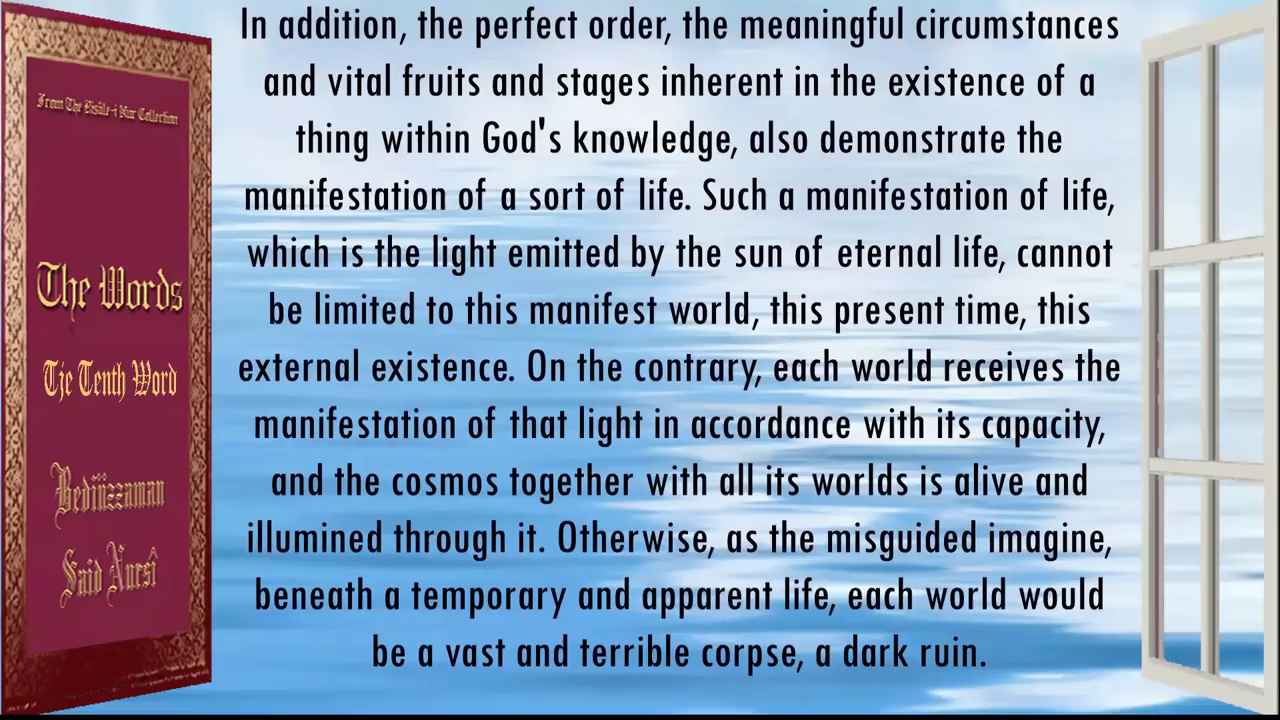 From The Risale-i Nur Collection
The Words
Tje Tenth Word
Bediüzzaman
Said Nursî
In addition, the perfect order, the meaningful circumstances
and vital fruits and stages inherent in the existence of a
thing within God's knowledge, also demonstrate the
manifestation of a sort of life. Such a manifestation of life,
which is the light emitted by the sun of eternal life, cannot
be limited to this manifest world, this present time, this
external existence. On the contrary, each world receives the
manifestation of that light in accordance with its capacity,
and the cosmos together with all its worlds is alive and
illumined through it. Otherwise, as the misguided imagine,
beneath a temporary and apparent life, each world would
be a vast and terrible corpse, a dark ruin.